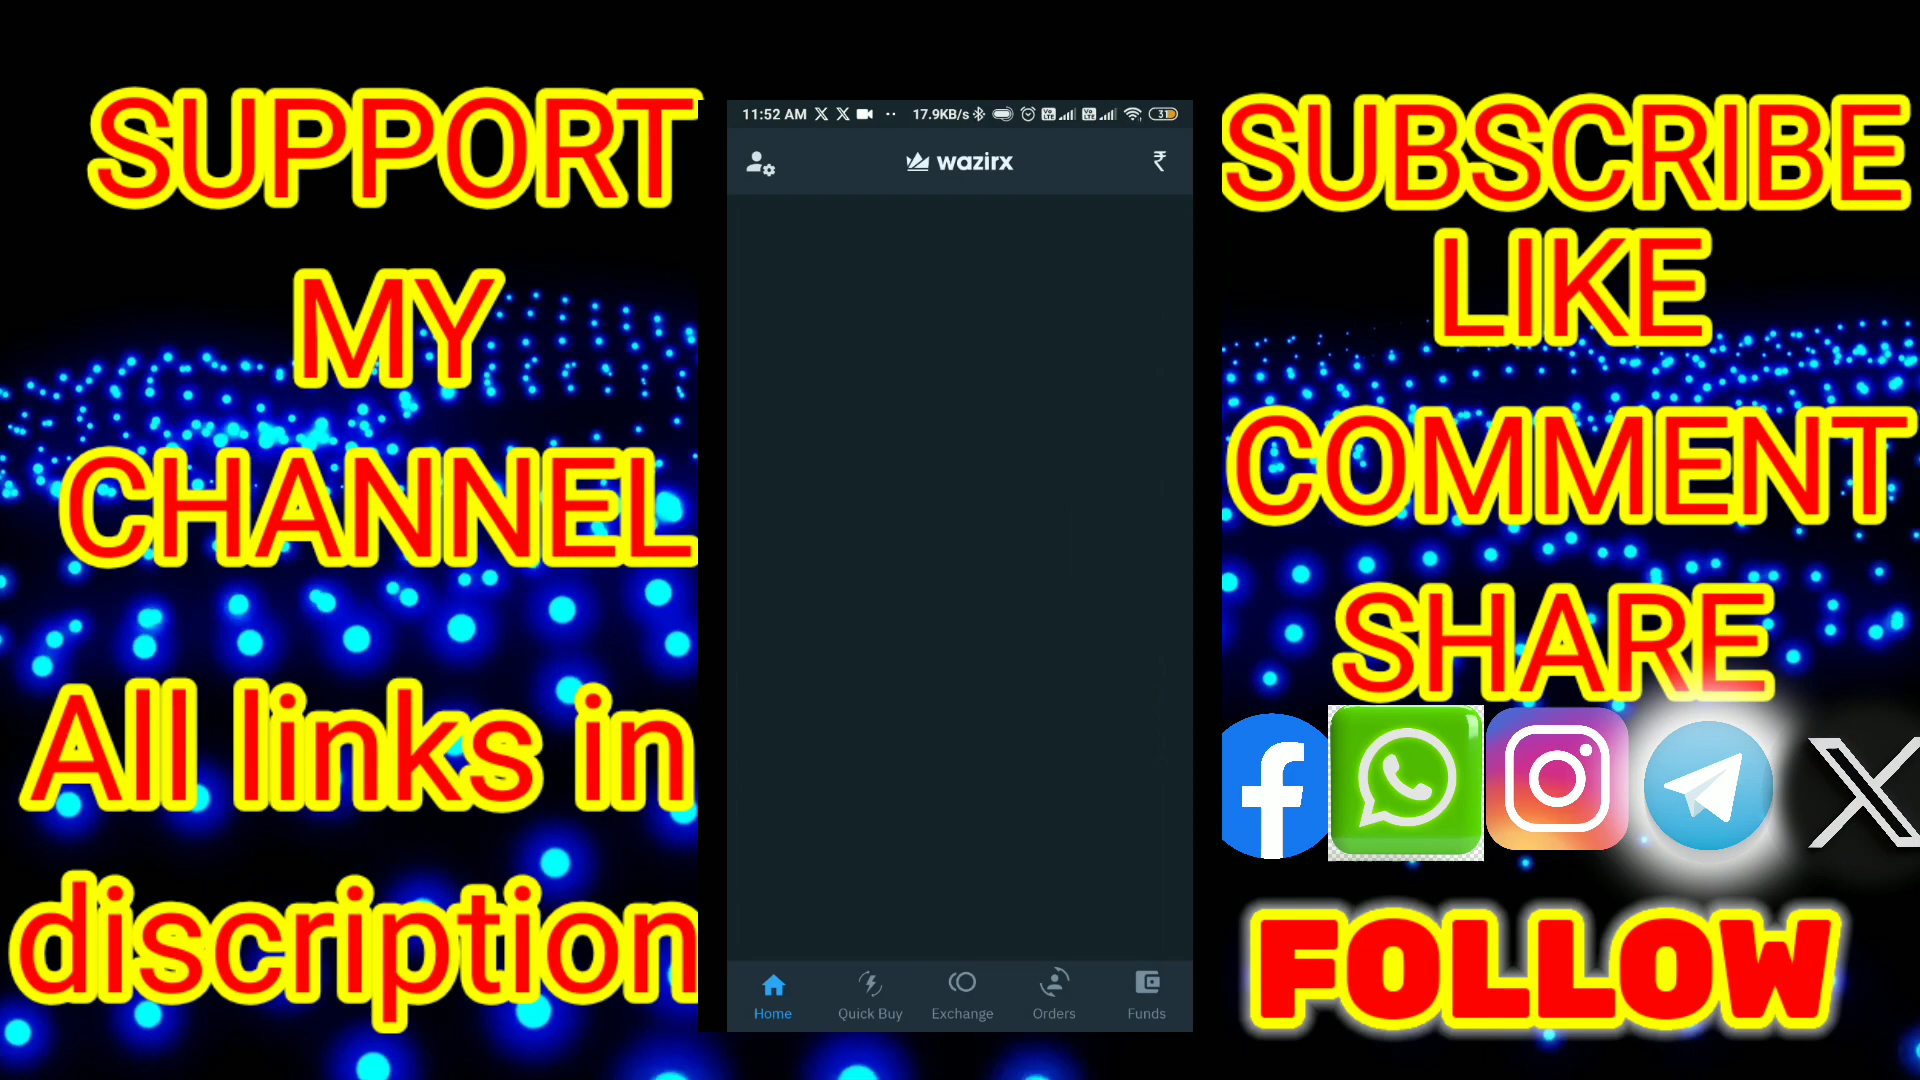 SUPPORT
MY
CHANNEL
All links in
discription
11:52 AM 17.9KB/s 31
wazirx ₹
Home Quick Buy Exchange Orders Funds
SUBSCRIBE
LIKE
COMMENT
SHARE
FOLLOW